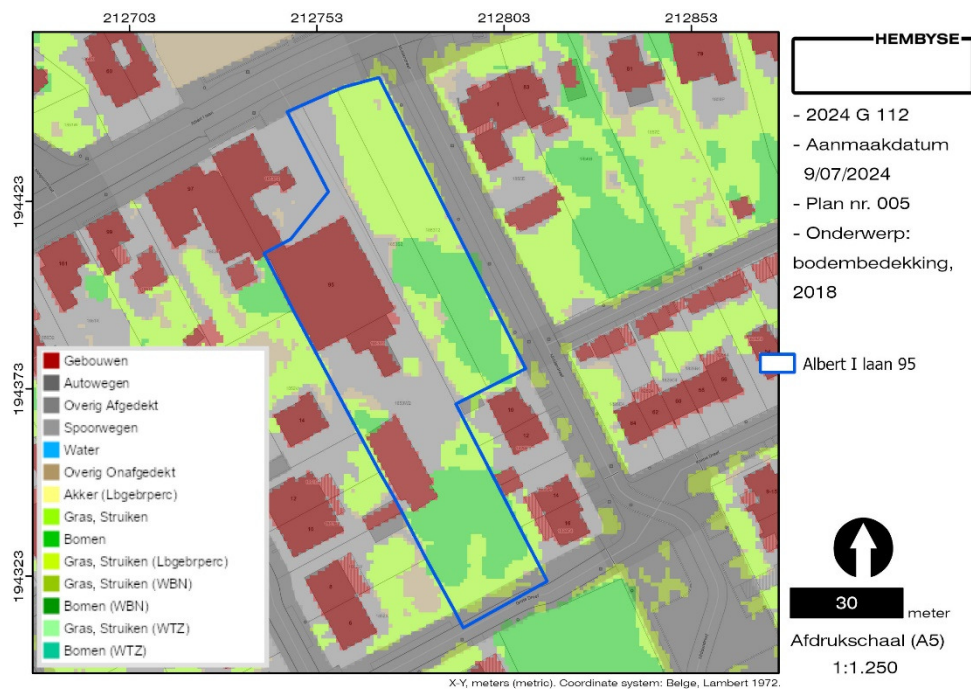 212703 212753 212803 212853
HEMBYSE
- 2024 G 112
- Aanmaakdatum
9/07/2024
- Plan nr. 005
- Onderwerp:
bodembedekking,
2018
194423
194373
194323
Albert I laan 95
Gebouwen
Autowegen
Overig Afgedekt
Spoorwegen
Water
Overig Onafgedekt
Akker (Lbgebrperc)
Gras, Struiken
Bomen
Gras, Struiken (Lbgebrperc)
Gras, Struiken (WBN)
Bomen (WBN)
Gras, Struiken (WTZ)
Bomen (WTZ)
30 meter
Afdrukschaal (A5)
1:1.250
X-Y, meters (metric). Coordinate system: Belge, Lambert 1972.